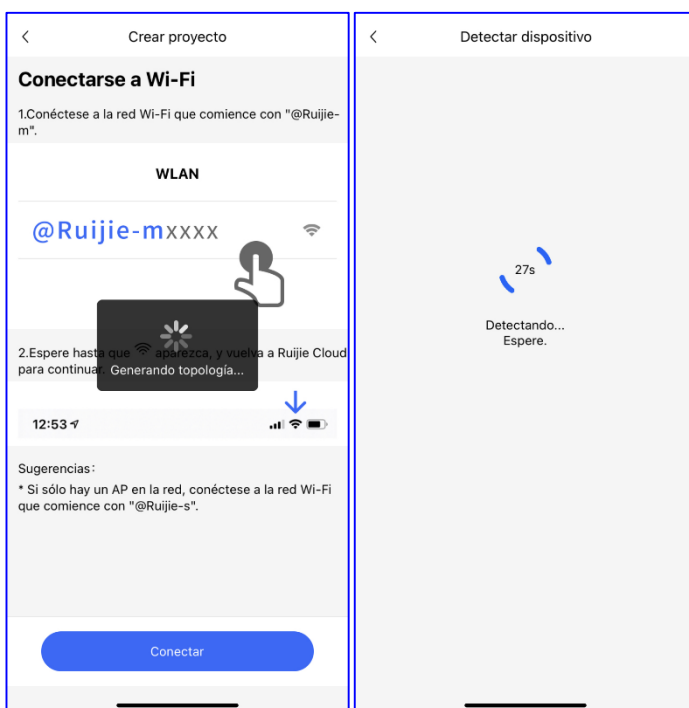 Crear proyecto
Conectarse a Wi-Fi
1.Conéctese a la red Wi-Fi que comience con "@Ruijie-
m".
WLAN
@Ruijie-mxxxx
Generando topología...
2.Espere hasta que aparezca, y vuelva a Ruijie Cloud
para continuar.
12:53
Sugerencias:
* Si sólo hay un AP en la red, conéctese a la red Wi-Fi
que comience con "@Ruijie-s".
Conectar
Detectar dispositivo
27s
Detectando...
Espere.